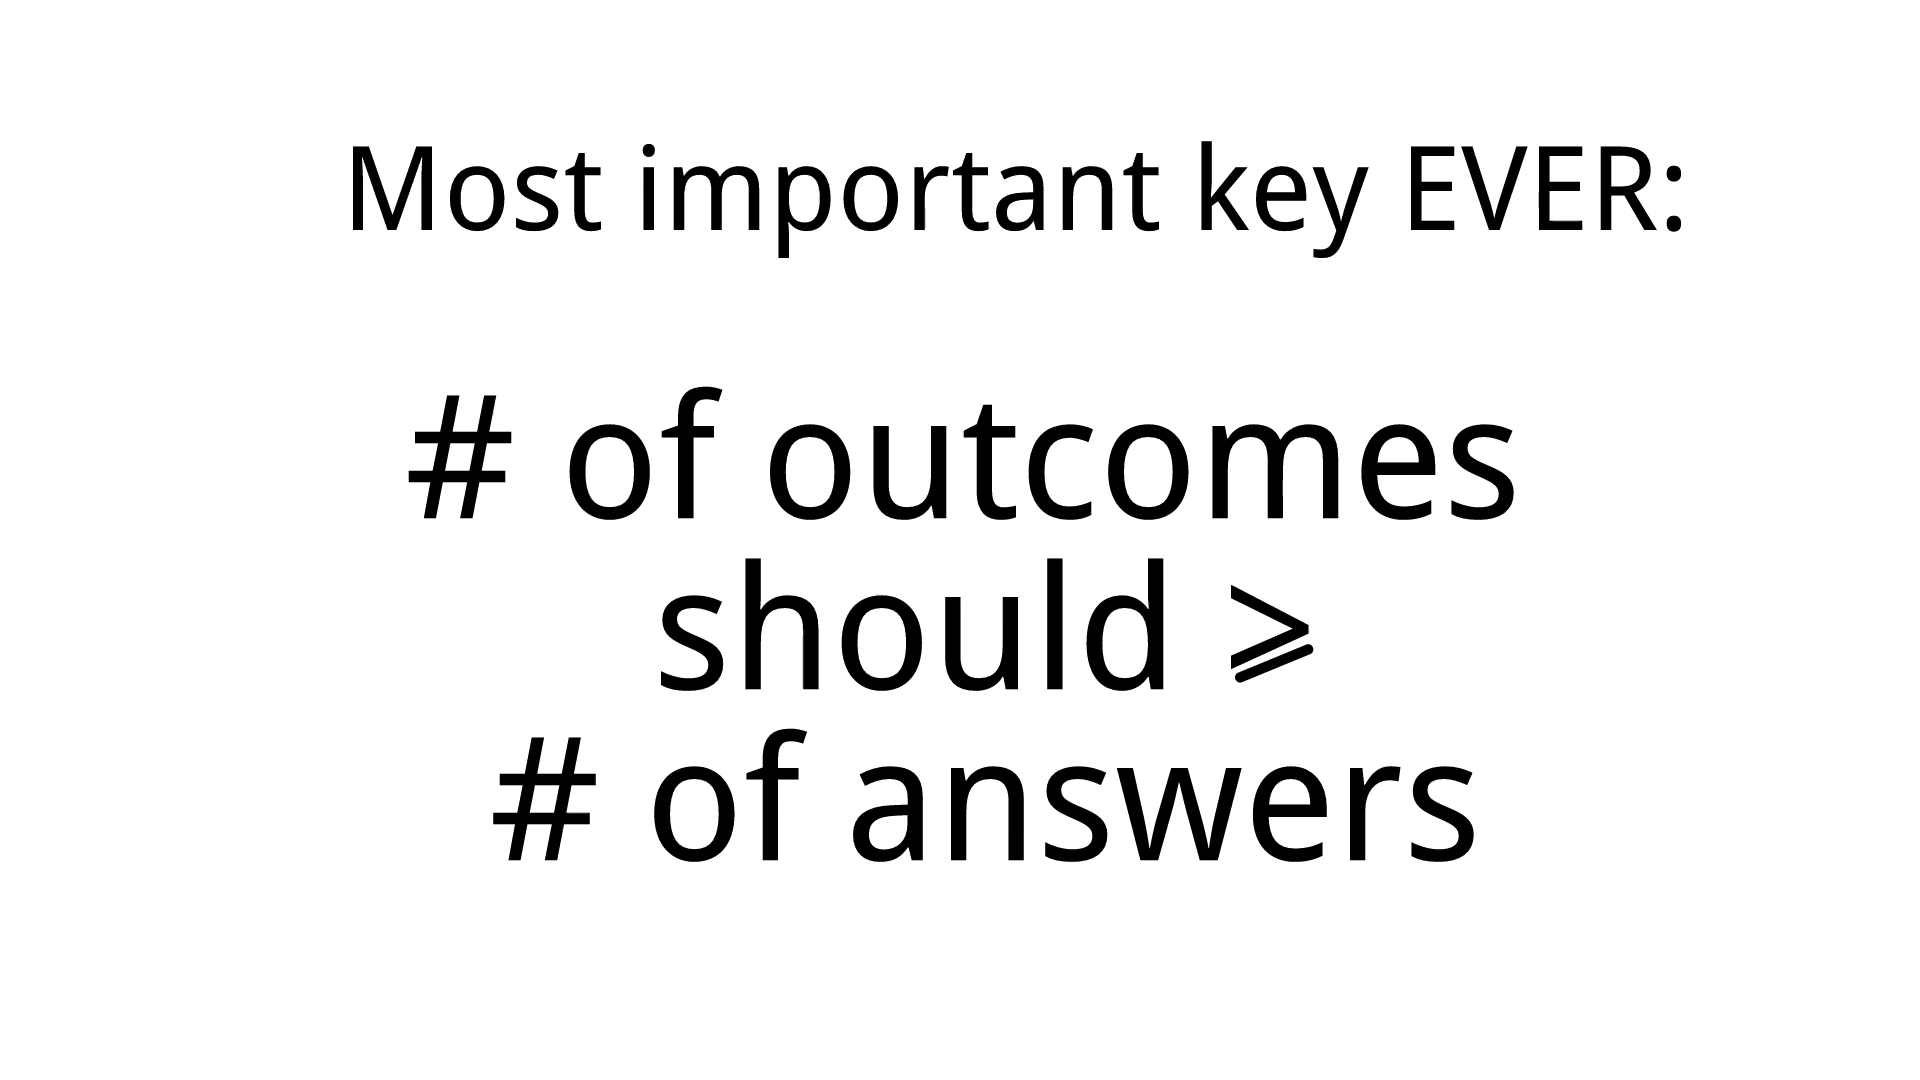 Most important key EVER:
# of outcomes
should ⩾
# of answers